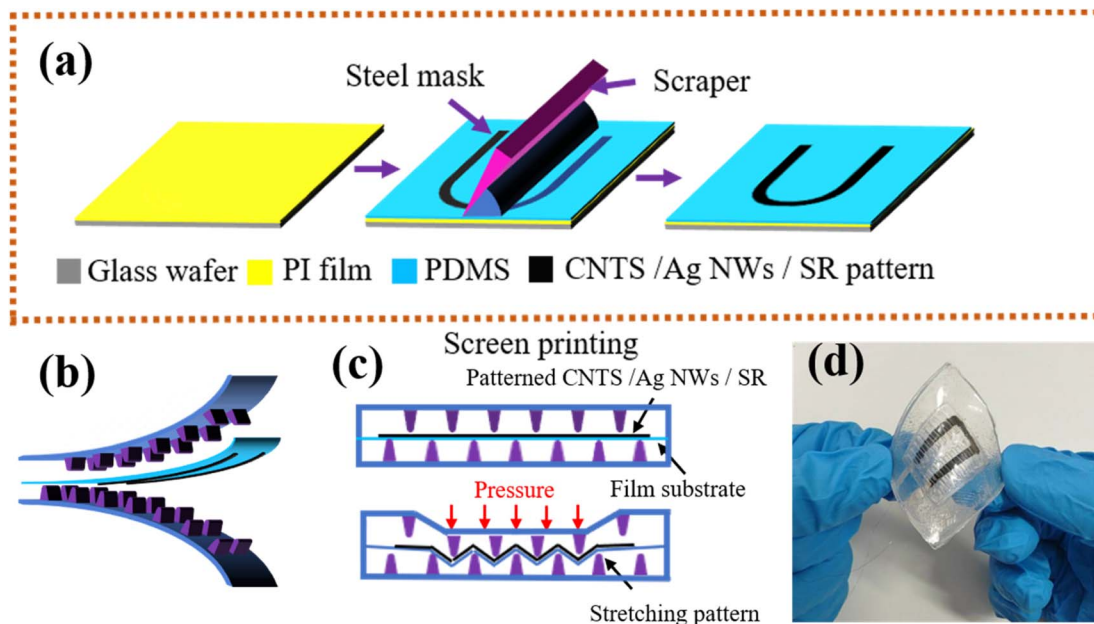 (a)
Steel mask
Scraper
Glass wafer PI film PDMS CNTS /Ag NWs / SR pattern
(b)
(c)
Screen printing
Patterned CNTS /Ag NWs / SR
Film substrate
Pressure
Stretching pattern
(d)